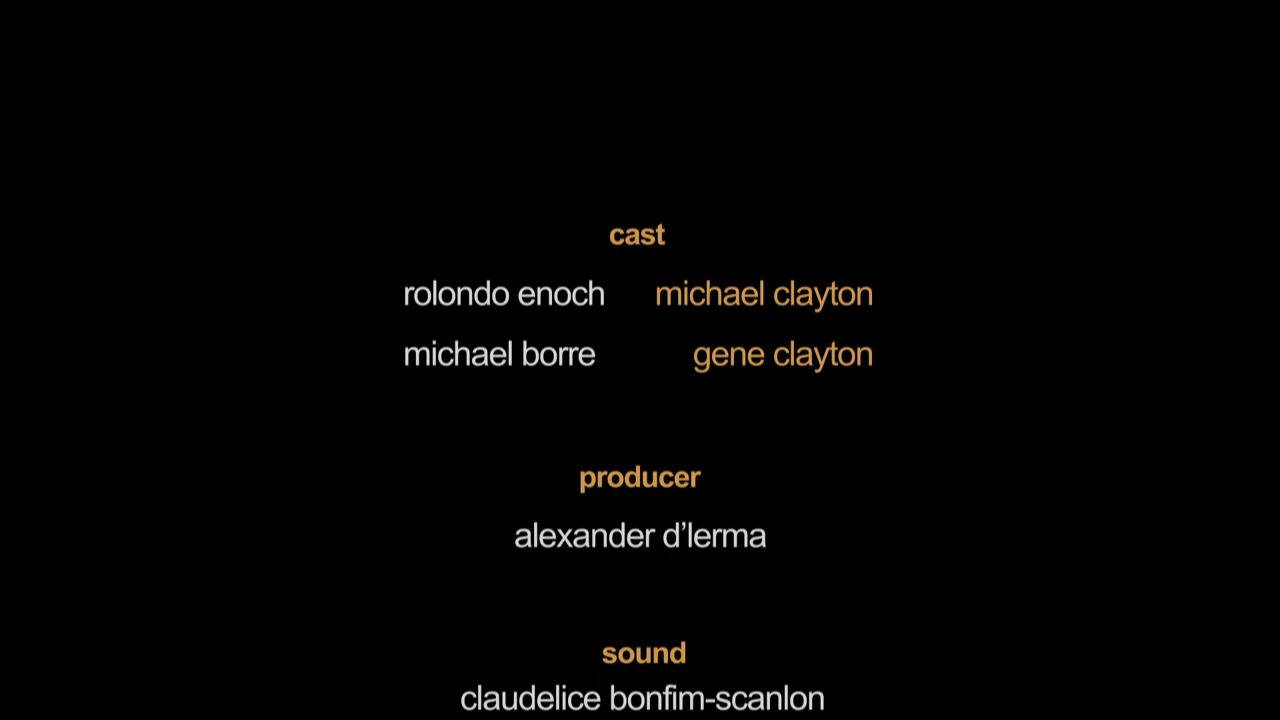 cast
rolondo enoch michael clayton
michael borre gene clayton
producer
alexander d’lerma
sound
claudelice bonfim-scanlon